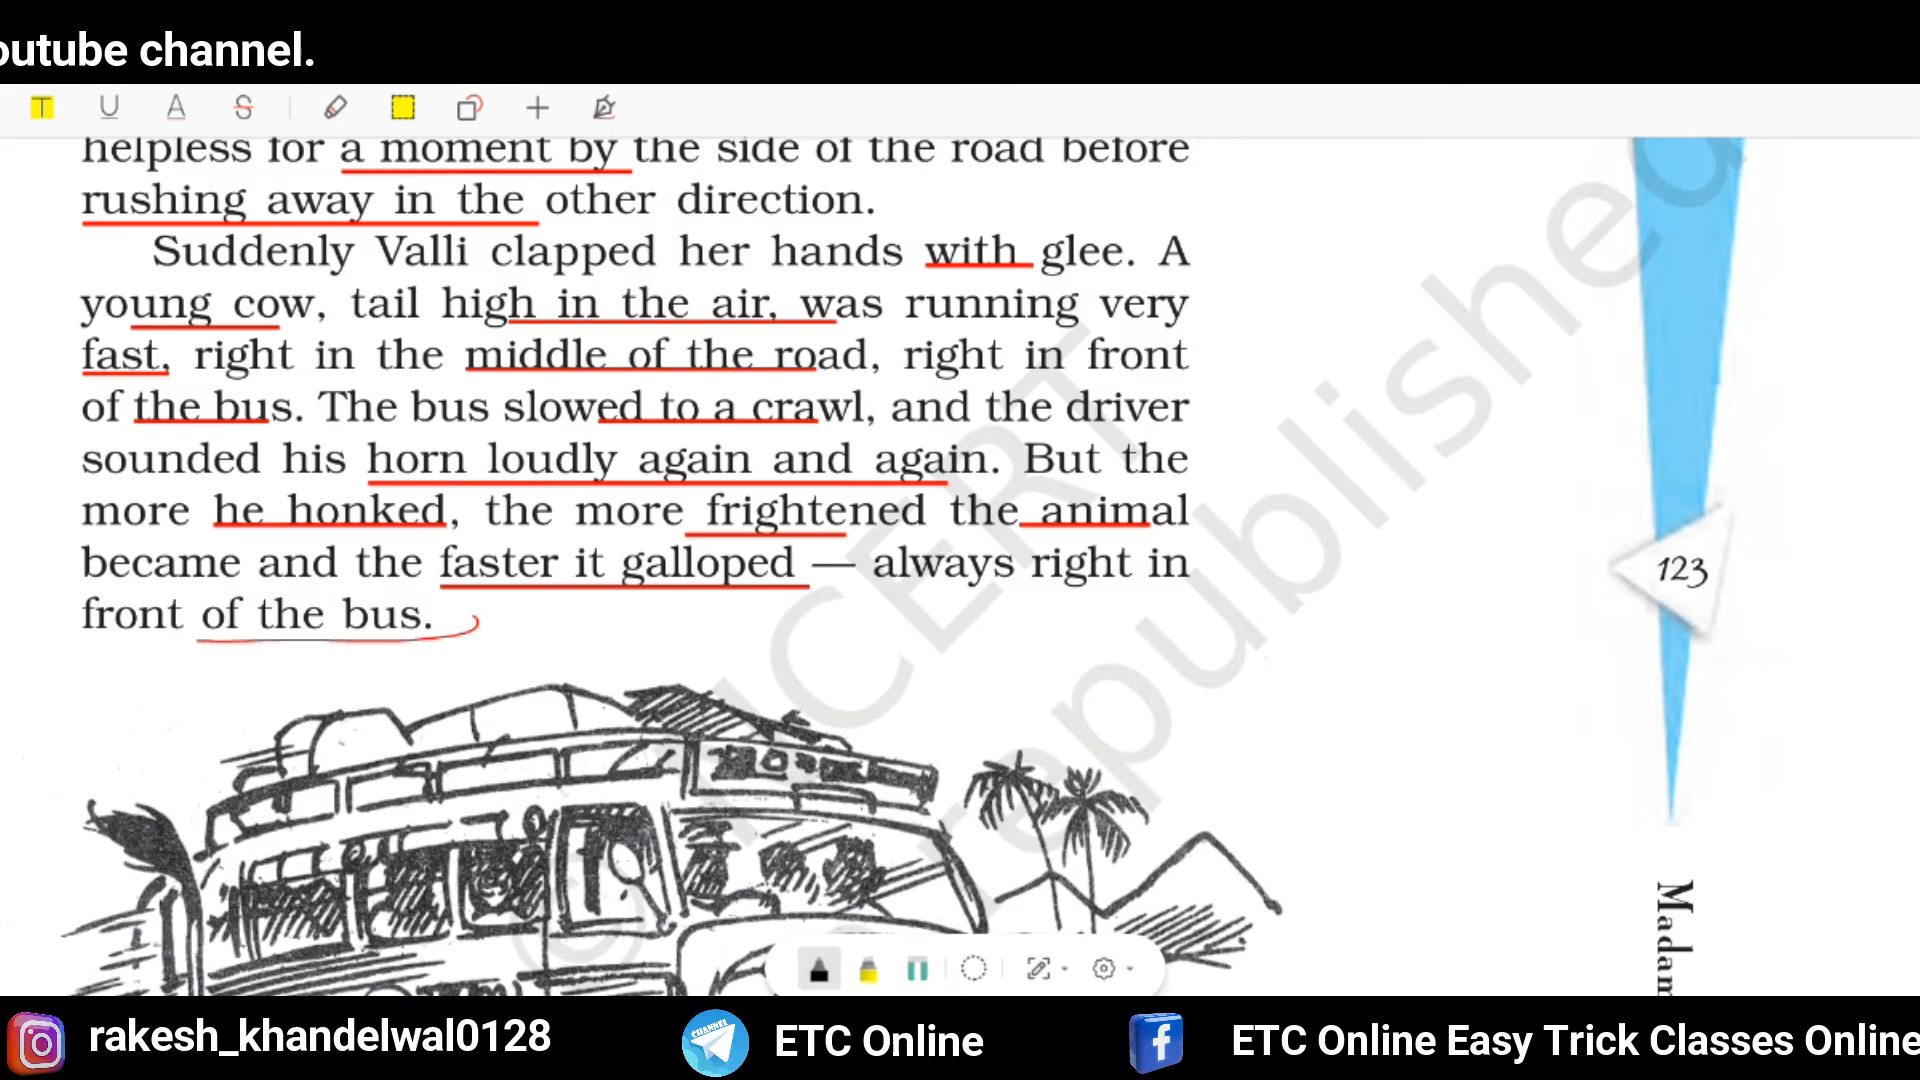 outube channel.
helpless for a moment by the side of the road before
rushing away in the other direction.
Suddenly Valli clapped her hands with glee. A
young cow, tail high in the air, was running very
fast, right in the middle of the road, right in front
of the bus. The bus slowed to a crawl, and the driver
sounded his horn loudly again and again. But the
more he honked, the more frightened the animal
became and the faster it galloped — always right in
front of the bus.
123
Madam
© NCERT
republished
rakesh_khandelwal0128
CHANNEL
ETC Online
ETC Online Easy Trick Classes Online